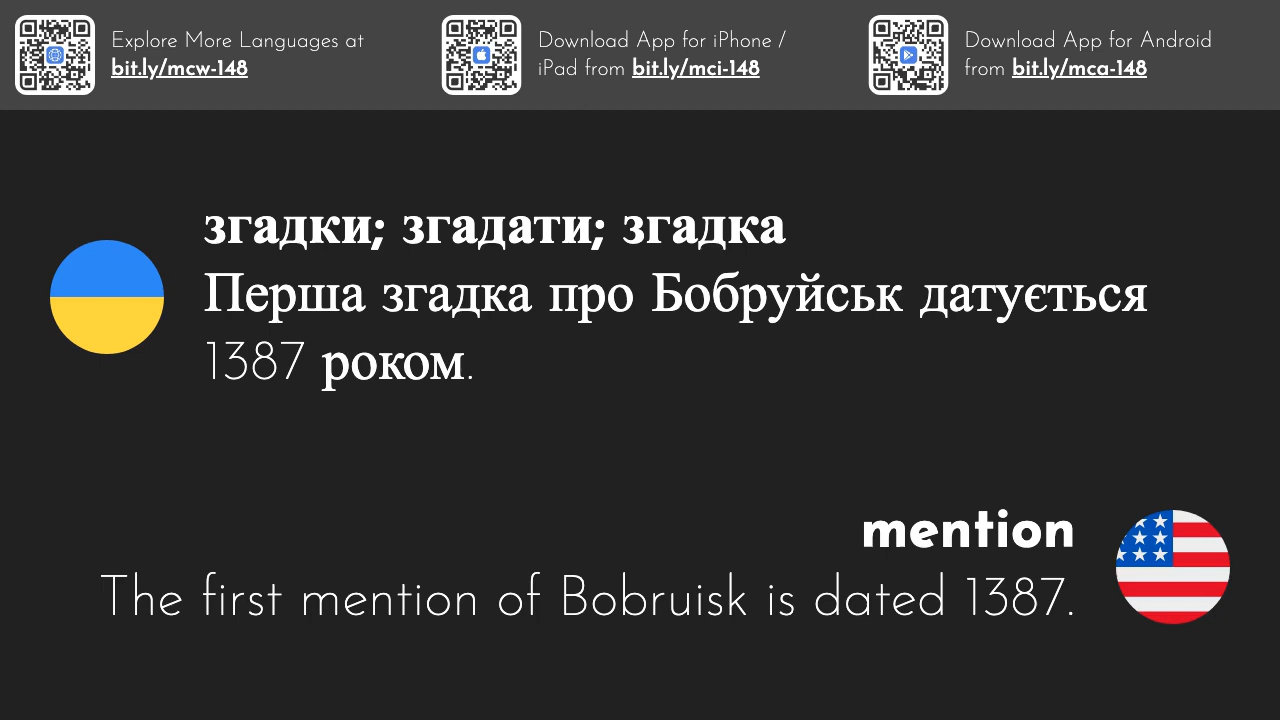 Explore More Languages at
bit.ly/mcw-148
Download App for iPhone /
iPad from bit.ly/mci-148
Download App for Android
from bit.ly/mca-148
згадки; згадати; згадка
Перша згадка про Бобруйськ датується
1387 роком.
mention
The first mention of Bobruisk is dated 1387.